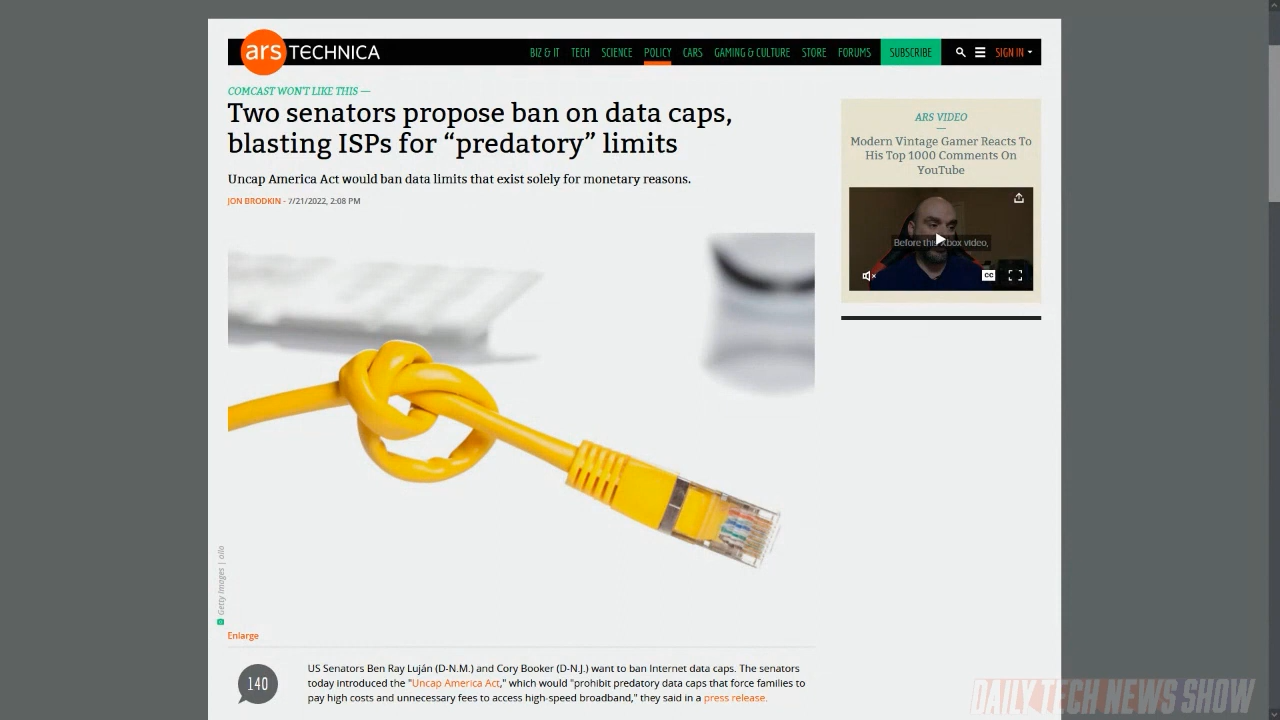 ars TECHNICA
BIZ & IT TECH SCIENCE POLICY CARS GAMING & CULTURE STORE FORUMS SUBSCRIBE SIGN IN
COMCAST WON'T LIKE THIS —
Two senators propose ban on data caps,
blasting ISPs for “predatory” limits
Uncap America Act would ban data limits that exist solely for monetary reasons.
JON BRODKIN - 7/21/2022, 2:08 PM
ARS VIDEO
Modern Vintage Gamer Reacts To
His Top 1000 Comments On
YouTube
Before this Xbox video,
CC
Getty Images | ollo
Enlarge
140
US Senators Ben Ray Luján (D-N.M.) and Cory Booker (D-N.J.) want to ban Internet data caps. The senators
today introduced the "Uncap America Act," which would "prohibit predatory data caps that force families to
pay high costs and unnecessary fees to access high-speed broadband," they said in a press release.
DAILY TECH NEWS SHOW